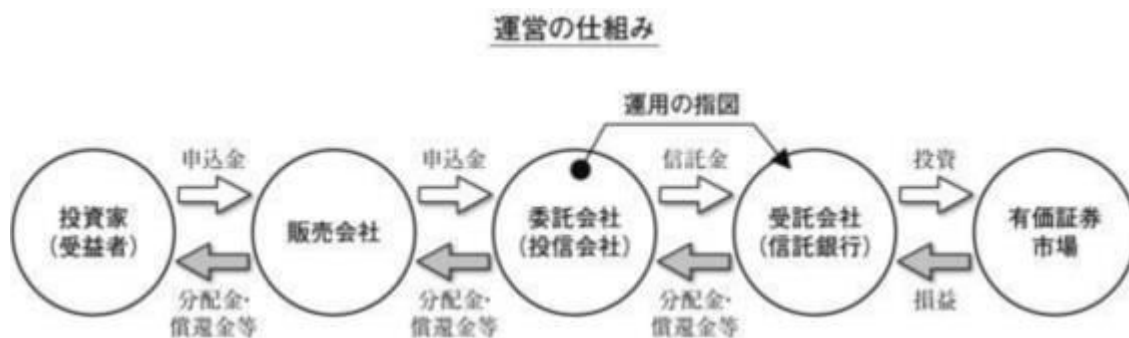 運営の仕組み
運用の指図
申込金
申込金
信託金
投資
投資家
(受益者)
販売会社
委託会社
(投信会社)
受託会社
(信託銀行)
有価証券
市場
分配金・
償還金等
分配金・
償還金等
分配金・
償還金等
損益